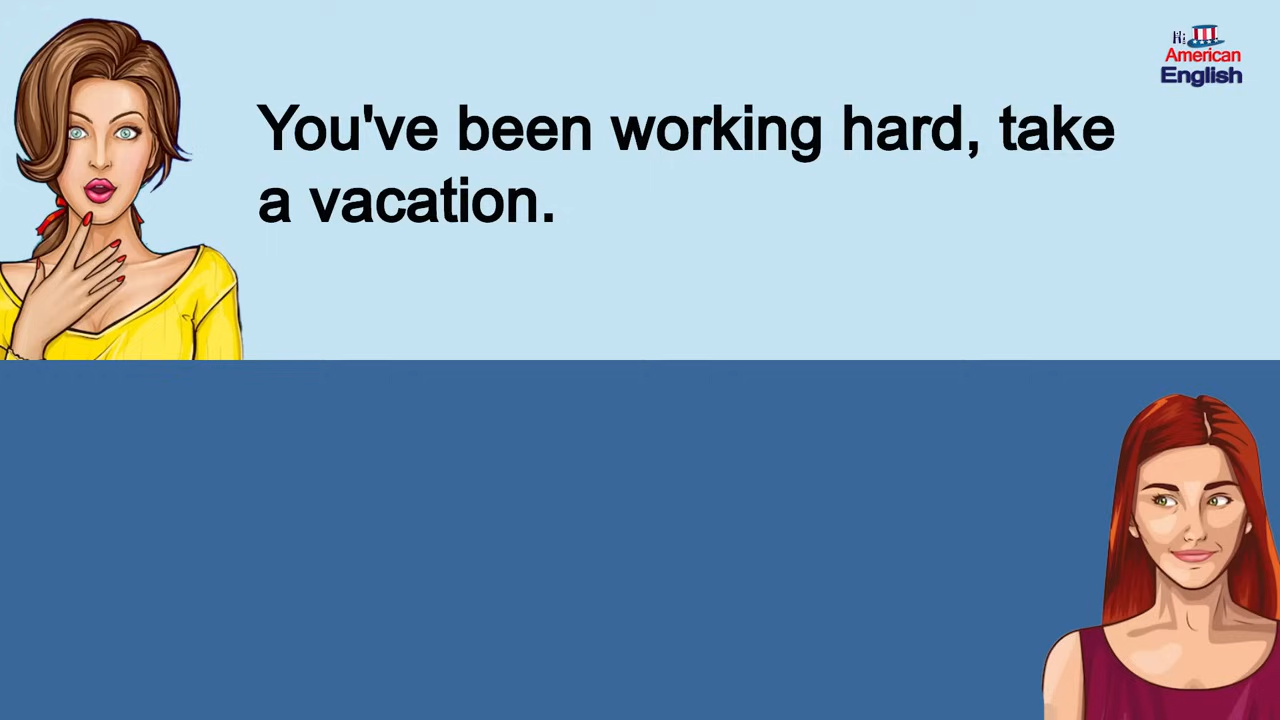 You've been working hard, take
a vacation.
Hi
American
English